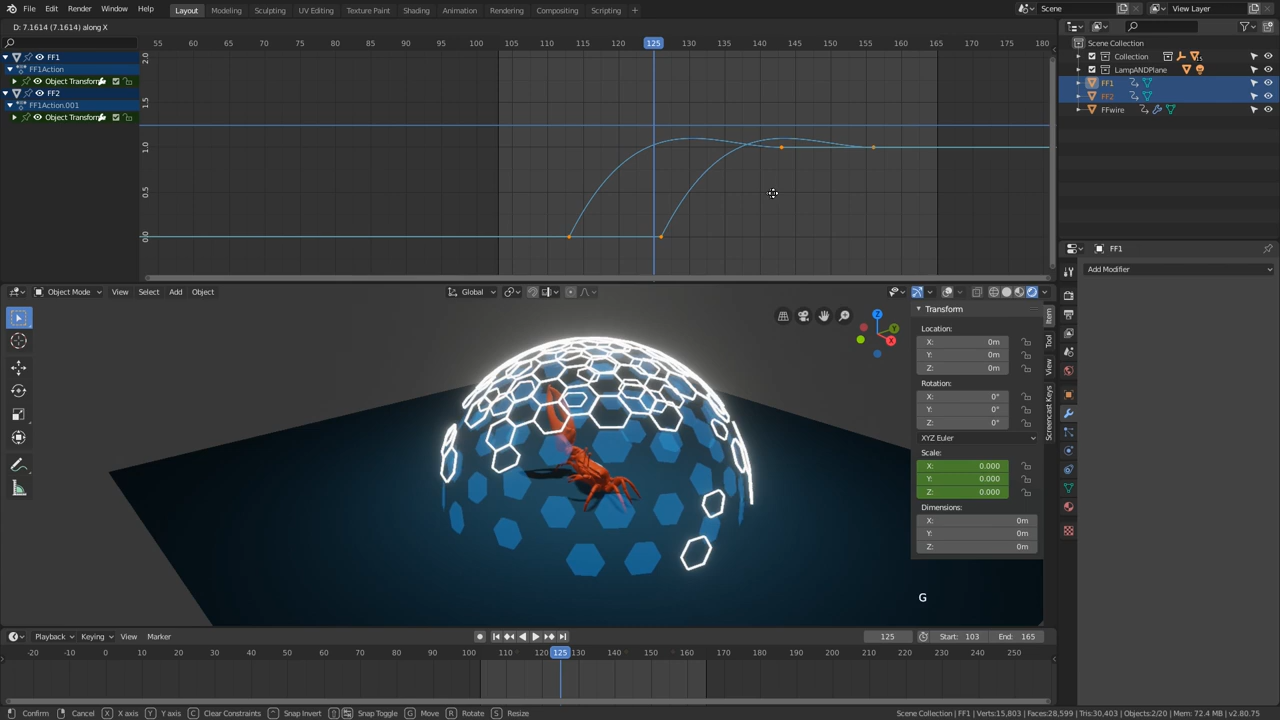 File Edit Render Window Help Layout Modeling Sculpting UV Editing Texture Paint Shading Animation Rendering Compositing Scripting + Scene View Layer
D: 7.1614 (7.1614) along X
55 60 65 70 75 80 85 90 95 100 105 110 115 120 125 130 135 140 145 150 155 160 165 170 175 180
Scene Collection
FF1
Collection
FF1Action
LampANDPlane
Object Transform
FF1
FF2
FF2
FF1Action.001
FFwire
Object Transform
2.0
1.5
1.0
0.5
0.0
FF1
Add Modifier
Object Mode View Select Add Object Global
Transform
Location:
X: 0m
Y: 0m
Z: 0m
Rotation:
X: 0°
Y: 0°
Z: 0°
XYZ Euler
Scale:
X: 0.000
Y: 0.000
Z: 0.000
Dimensions:
X: 0m
Y: 0m
Z: 0m
Item
Tool
View
Screencast Keys
Z
Y
X
G
Playback Keying View Marker 125 Start: 103 End: 165
-20 -10 0 10 20 30 40 50 60 70 80 90 100 110 120 125 130 140 150 160 170 180 190 200 210 220 230 240 250
Confirm Cancel X X axis Y Y axis C Clear Constraints Snap Invert Snap Toggle G Move R Rotate S Resize Scene Collection | FF1 | Verts:15,803 | Faces:28,599 | Tris:30,403 | Objects:2/20 | Mem: 72.4 MB | v2.80.75